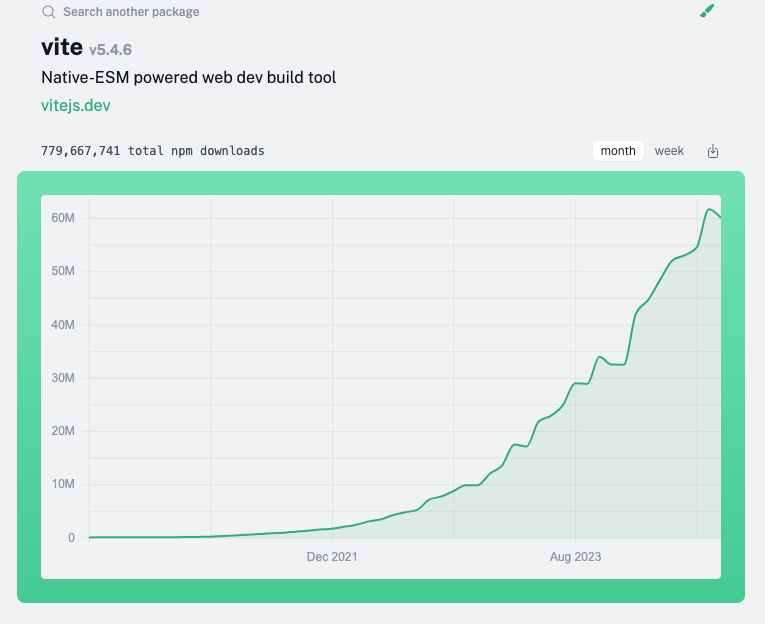 Search another package
vite v5.4.6
Native-ESM powered web dev build tool
vitejs.dev
779,667,741 total npm downloads
month week
60M
50M
40M
30M
20M
10M
0
Dec 2021 Aug 2023